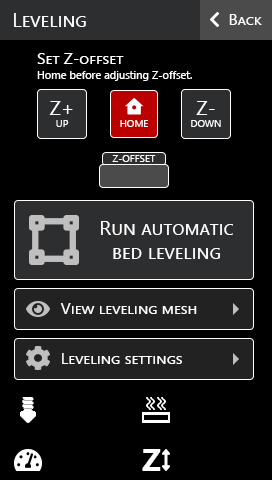 Leveling
Back
Set Z-offset
Home before adjusting Z-offset.
Z+
UP
HOME
Z-
DOWN
Z-OFFSET
Run automatic
bed leveling
View leveling mesh
Leveling settings
Z